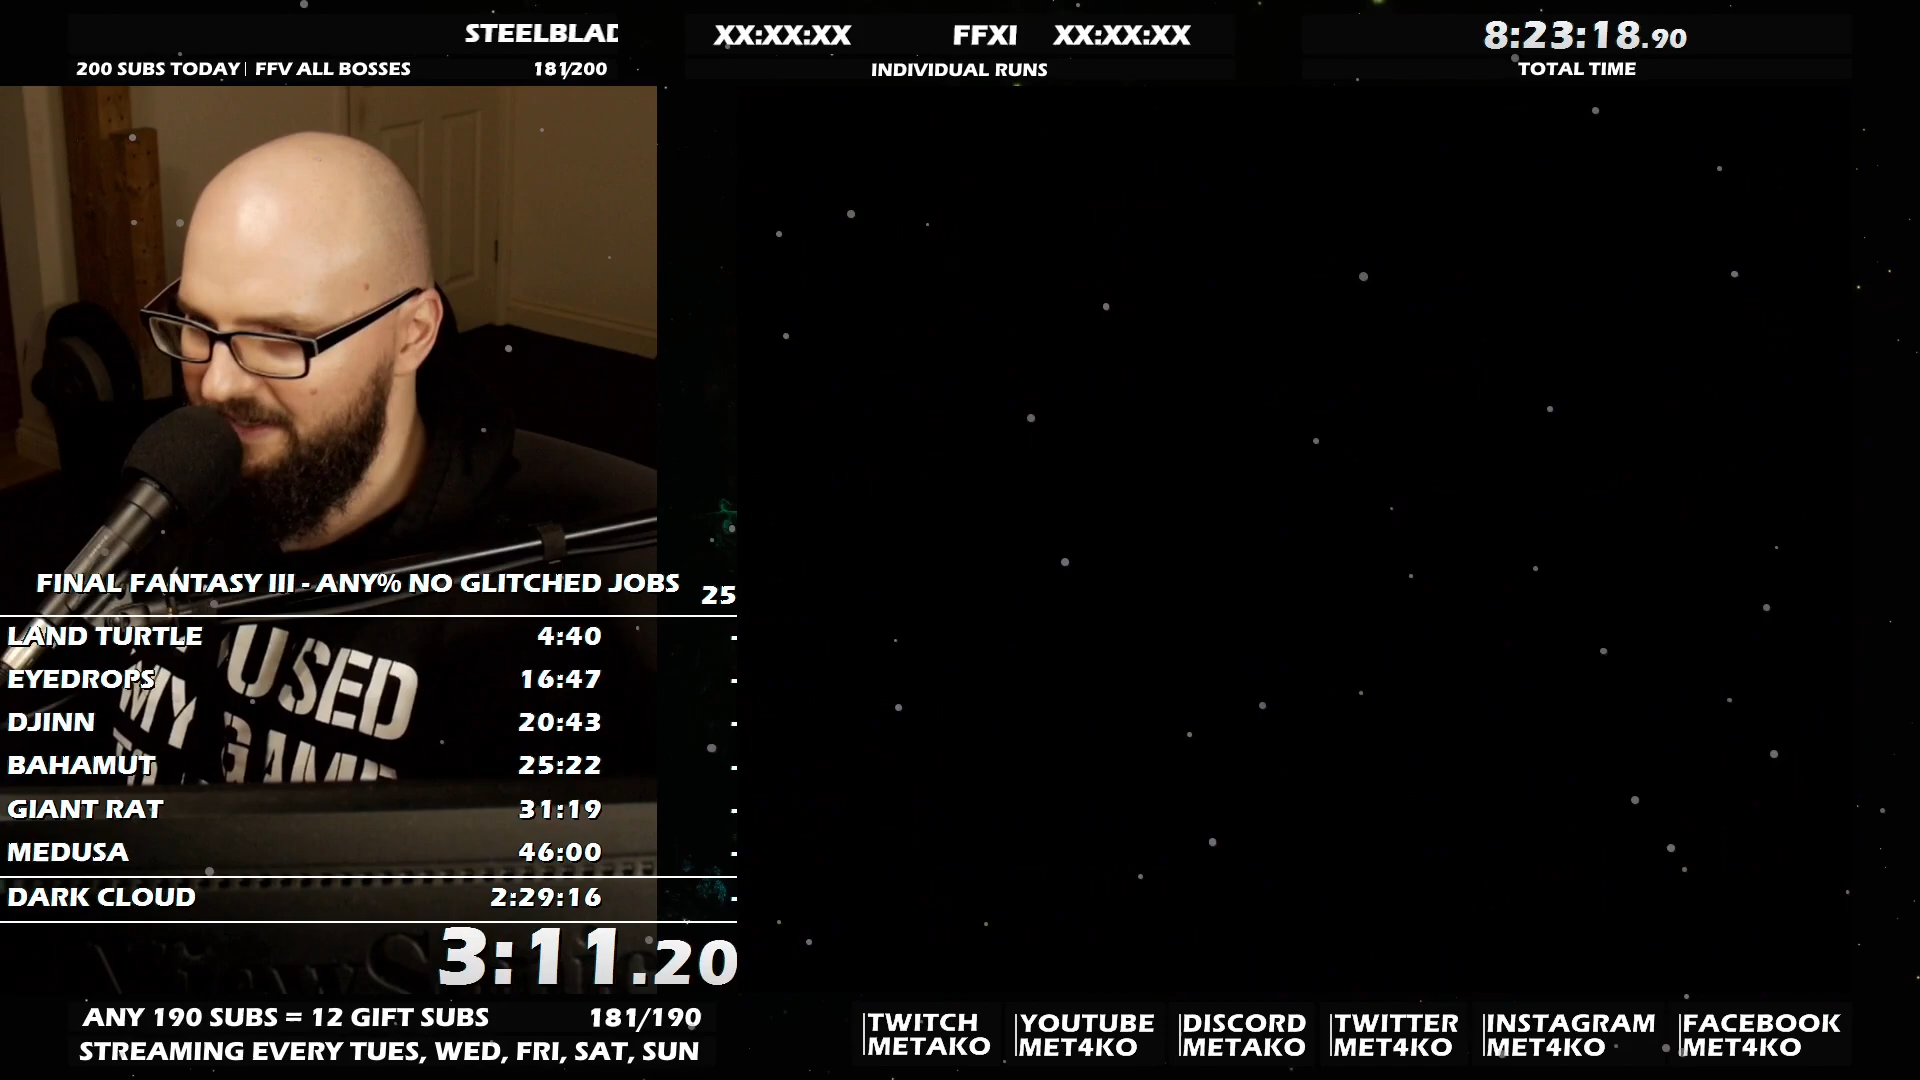 STEELBLAD
200 SUBS TODAY | FFV ALL BOSSES 181/200
XX:XX:XX FFXI XX:XX:XX
INDIVIDUAL RUNS
8:23:18.90
TOTAL TIME
FINAL FANTASY III - ANY% NO GLITCHED JOBS 25
LAND TURTLE 4:40 -
EYEDROPS 16:47 -
DJINN 20:43 -
BAHAMUT 25:22 -
GIANT RAT 31:19 -
MEDUSA 46:00 -
DARK CLOUD 2:29:16 -
3:11.20
USED
MY
GAME
ANY 190 SUBS = 12 GIFT SUBS 181/190
STREAMING EVERY TUES, WED, FRI, SAT, SUN
TWITCH
METAKO
YOUTUBE
MET4KO
DISCORD
METAKO
TWITTER
MET4KO
INSTAGRAM
MET4KO
FACEBOOK
MET4KO